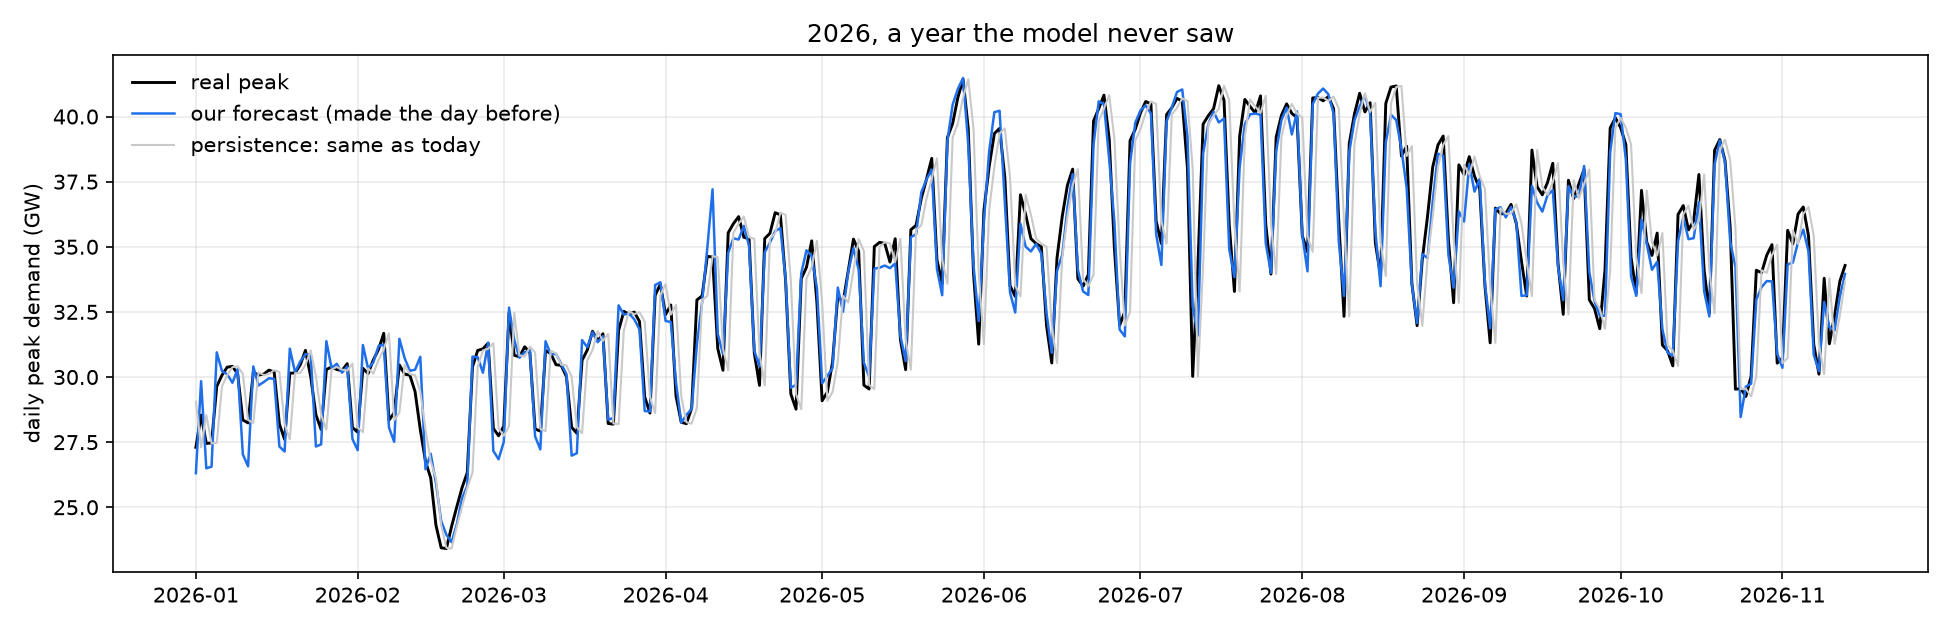 2026, a year the model never saw
real peak
our forecast (made the day before)
persistence: same as today
daily peak demand (GW)
40.0
37.5
35.0
32.5
30.0
27.5
25.0
2026-01 2026-02 2026-03 2026-04 2026-05 2026-06 2026-07 2026-08 2026-09 2026-10 2026-11